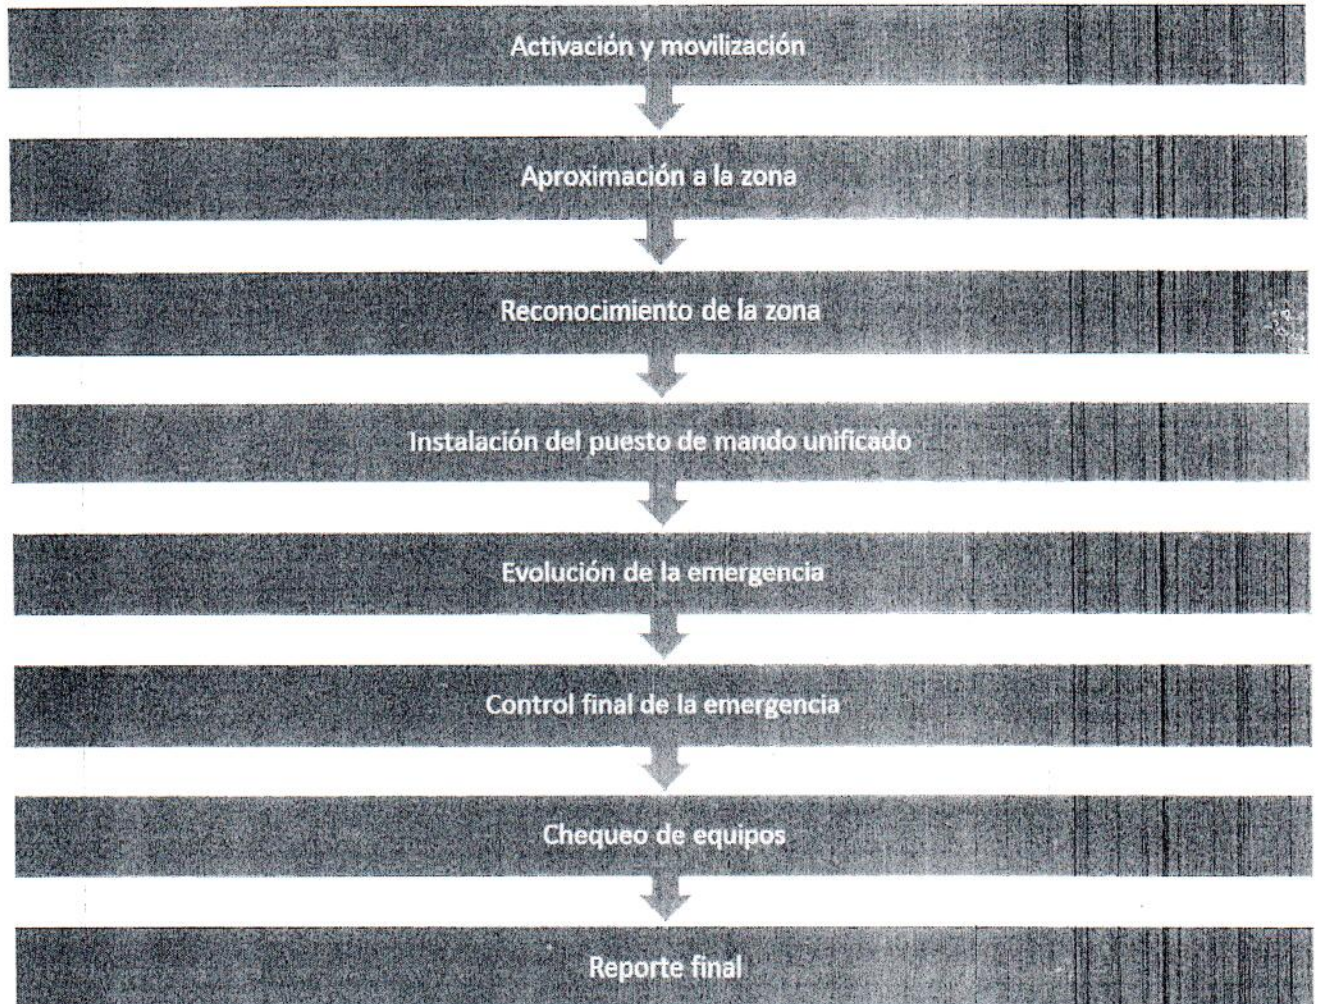 Activación y movilización
Aproximación a la zona
Reconocimiento de la zona
Instalación del puesto de mando unificado
Evolución de la emergencia
Control final de la emergencia
Chequeo de equipos
Reporte final